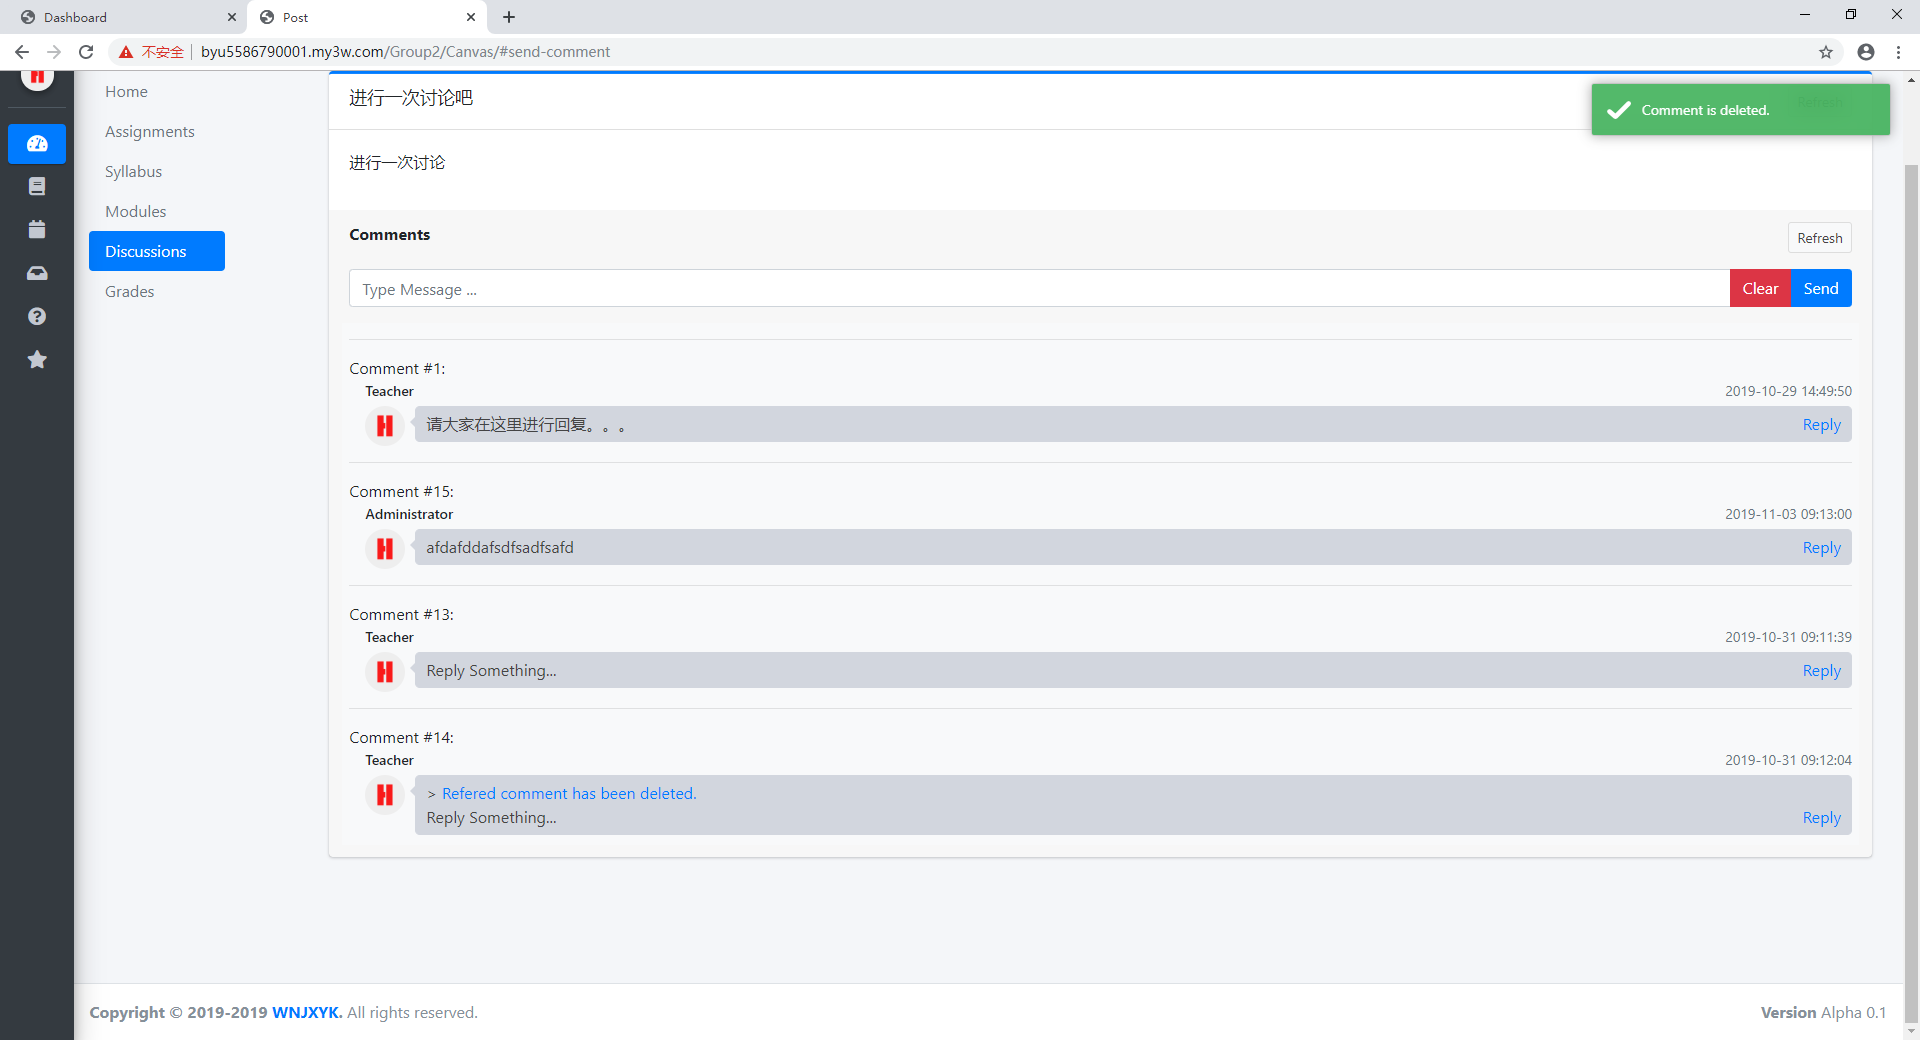 Dashboard
Post
不安全
byu5586790001.my3w.com/Group2/Canvas/#send-comment
Home
Assignments
Syllabus
Modules
Discussions
Grades
进行一次讨论吧
Refresh
Comment is deleted.
进行一次讨论
Comments
Refresh
Type Message ...
Clear
Send
Comment #1:
Teacher
2019-10-29 14:49:50
请大家在这里进行回复。。。
Reply
Comment #15:
Administrator
2019-11-03 09:13:00
afdafddafsdfsadfsafd
Reply
Comment #13:
Teacher
2019-10-31 09:11:39
Reply Something...
Reply
Comment #14:
Teacher
2019-10-31 09:12:04
> Refered comment has been deleted.
Reply Something...
Reply
Copyright © 2019-2019 WNJXYK. All rights reserved.
Version Alpha 0.1